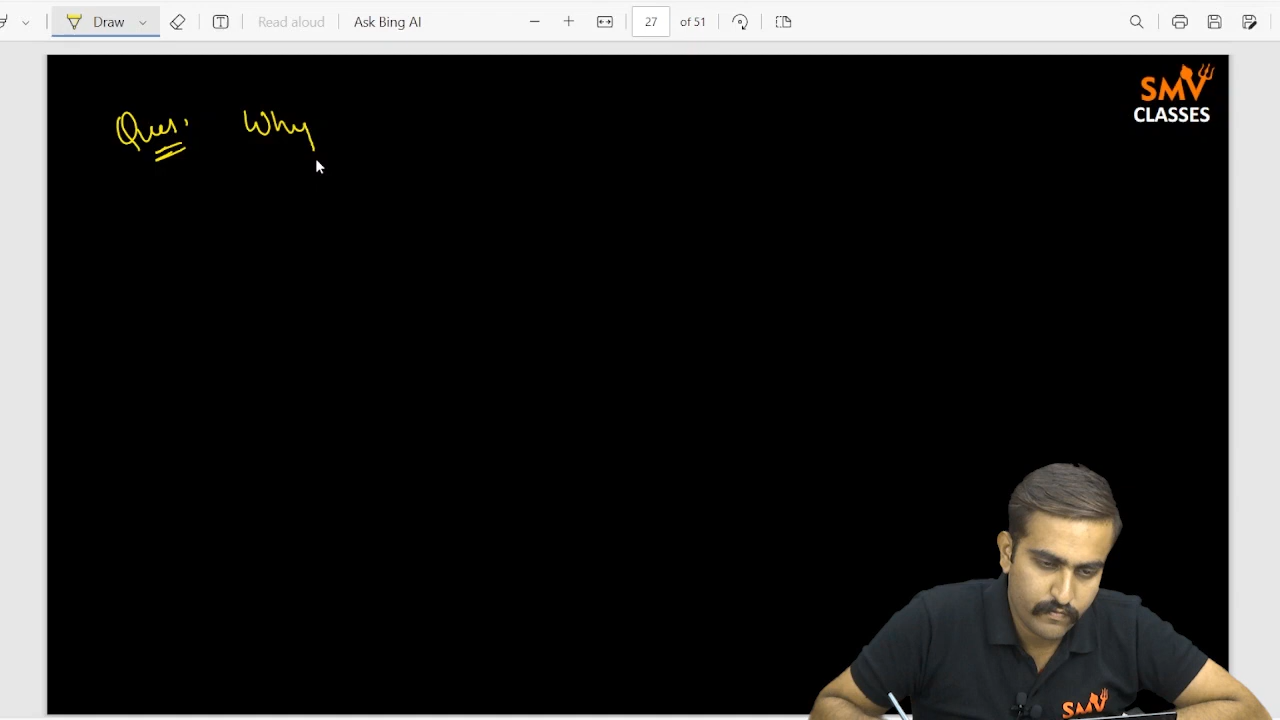 Draw Read aloud Ask Bing AI 27 of 51
SMV
CLASSES
Ques. Why
SMV